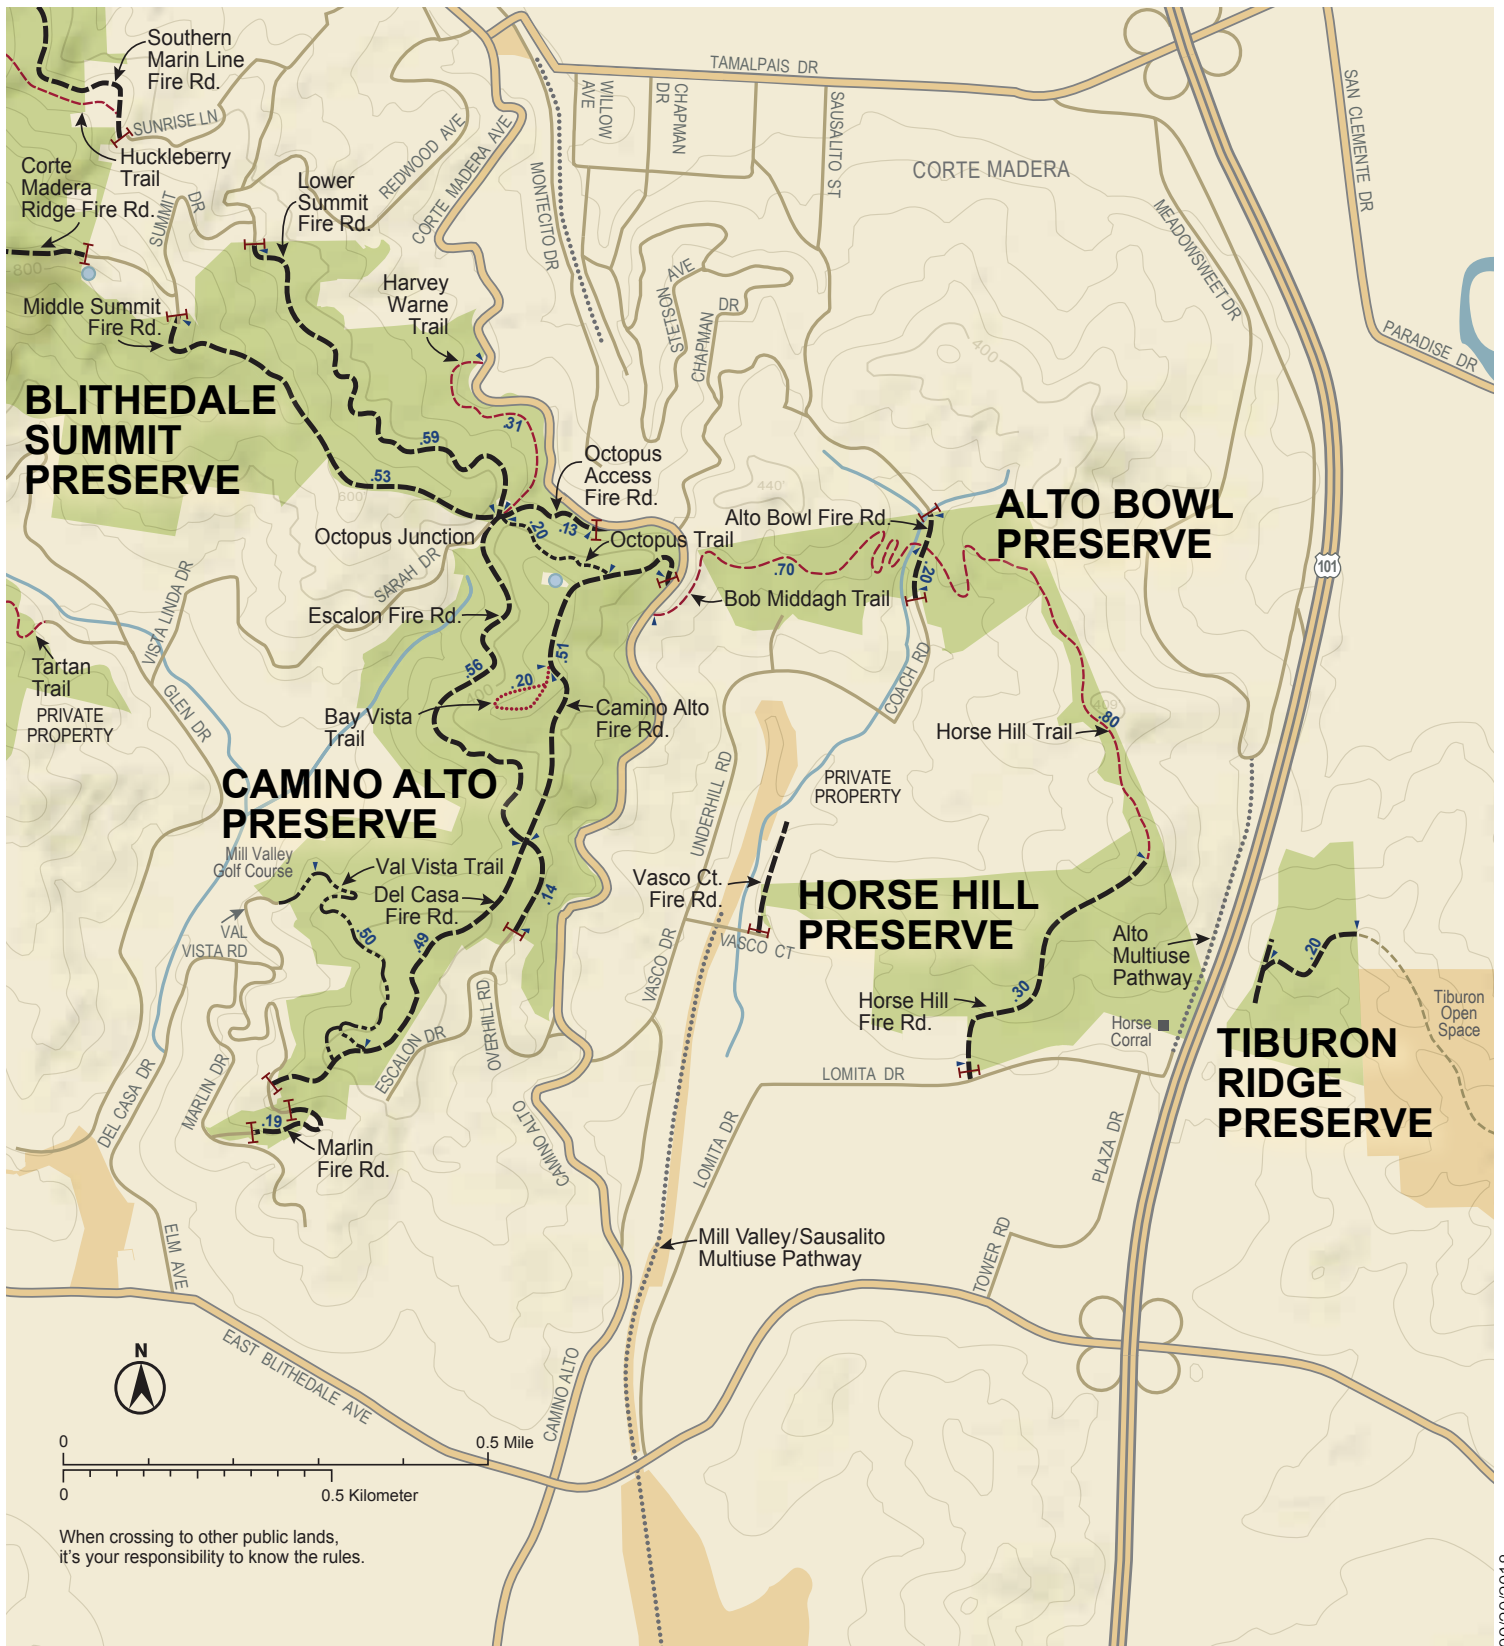 Southern
Marin Line
Fire Rd.
TAMALPAIS DR
WILLOW
AVE
CHAPMAN
DR
SAUSALITO ST
SAN CLEMENTE DR
SUNRISE LN
Huckleberry
Trail
REDWOOD AVE
CORTE MADERA AVE
MONTECITO DR
CORTE MADERA
Corte
Madera
Ridge Fire Rd.
SUMMIT
DR
Lower
Summit
Fire Rd.
MEADOWSWEET DR
800
Harvey
Warne
Trail
STETSON
AVE
CHAPMAN
DR
Middle Summit
Fire Rd.
PARADISE DR
400
BLITHEDALE
SUMMIT
PRESERVE
.31
.59
.53
600'
Octopus
Access
Fire Rd.
440'
ALTO BOWL
PRESERVE
Alto Bowl Fire Rd.
Octopus Junction
.20
.13
Octopus Trail
101
SARAH DR
.70
.20
Bob Middagh Trail
Escalon Fire Rd.
VISTA LINDA DR
Tartan
Trail
PRIVATE
PROPERTY
GLEN DR
.56
.51
.20
400
COACH RD
Bay Vista
Trail
Camino Alto
Fire Rd.
409'
.80
Horse Hill Trail
CAMINO ALTO
PRESERVE
UNDERHILL RD
PRIVATE
PROPERTY
Mill Valley
Golf Course
Val Vista Trail
Del Casa
Fire Rd.
.14
Vasco Ct.
Fire Rd.
HORSE HILL
PRESERVE
VAL
VISTA RD
.50
.49
VASCO DR
VASCO CT
Alto
Multiuse
Pathway
.20
Horse Hill
Fire Rd.
.30
Horse
Corral
Tiburon
Open
Space
TIBURON
RIDGE
PRESERVE
OVERHILL RD
ESCALON DR
LOMITA DR
DEL CASA DR
MARLIN DR
.19
Marlin
Fire Rd.
CAMINO ALTO
LOMITA DR
PLAZA DR
ELM AVE
Mill Valley/Sausalito
Multiuse Pathway
TOWER RD
EAST BLITHEDALE AVE
N
CAMINO ALTO
0
0.5 Mile
0
0.5 Kilometer
When crossing to other public lands,
it's your responsibility to know the rules.